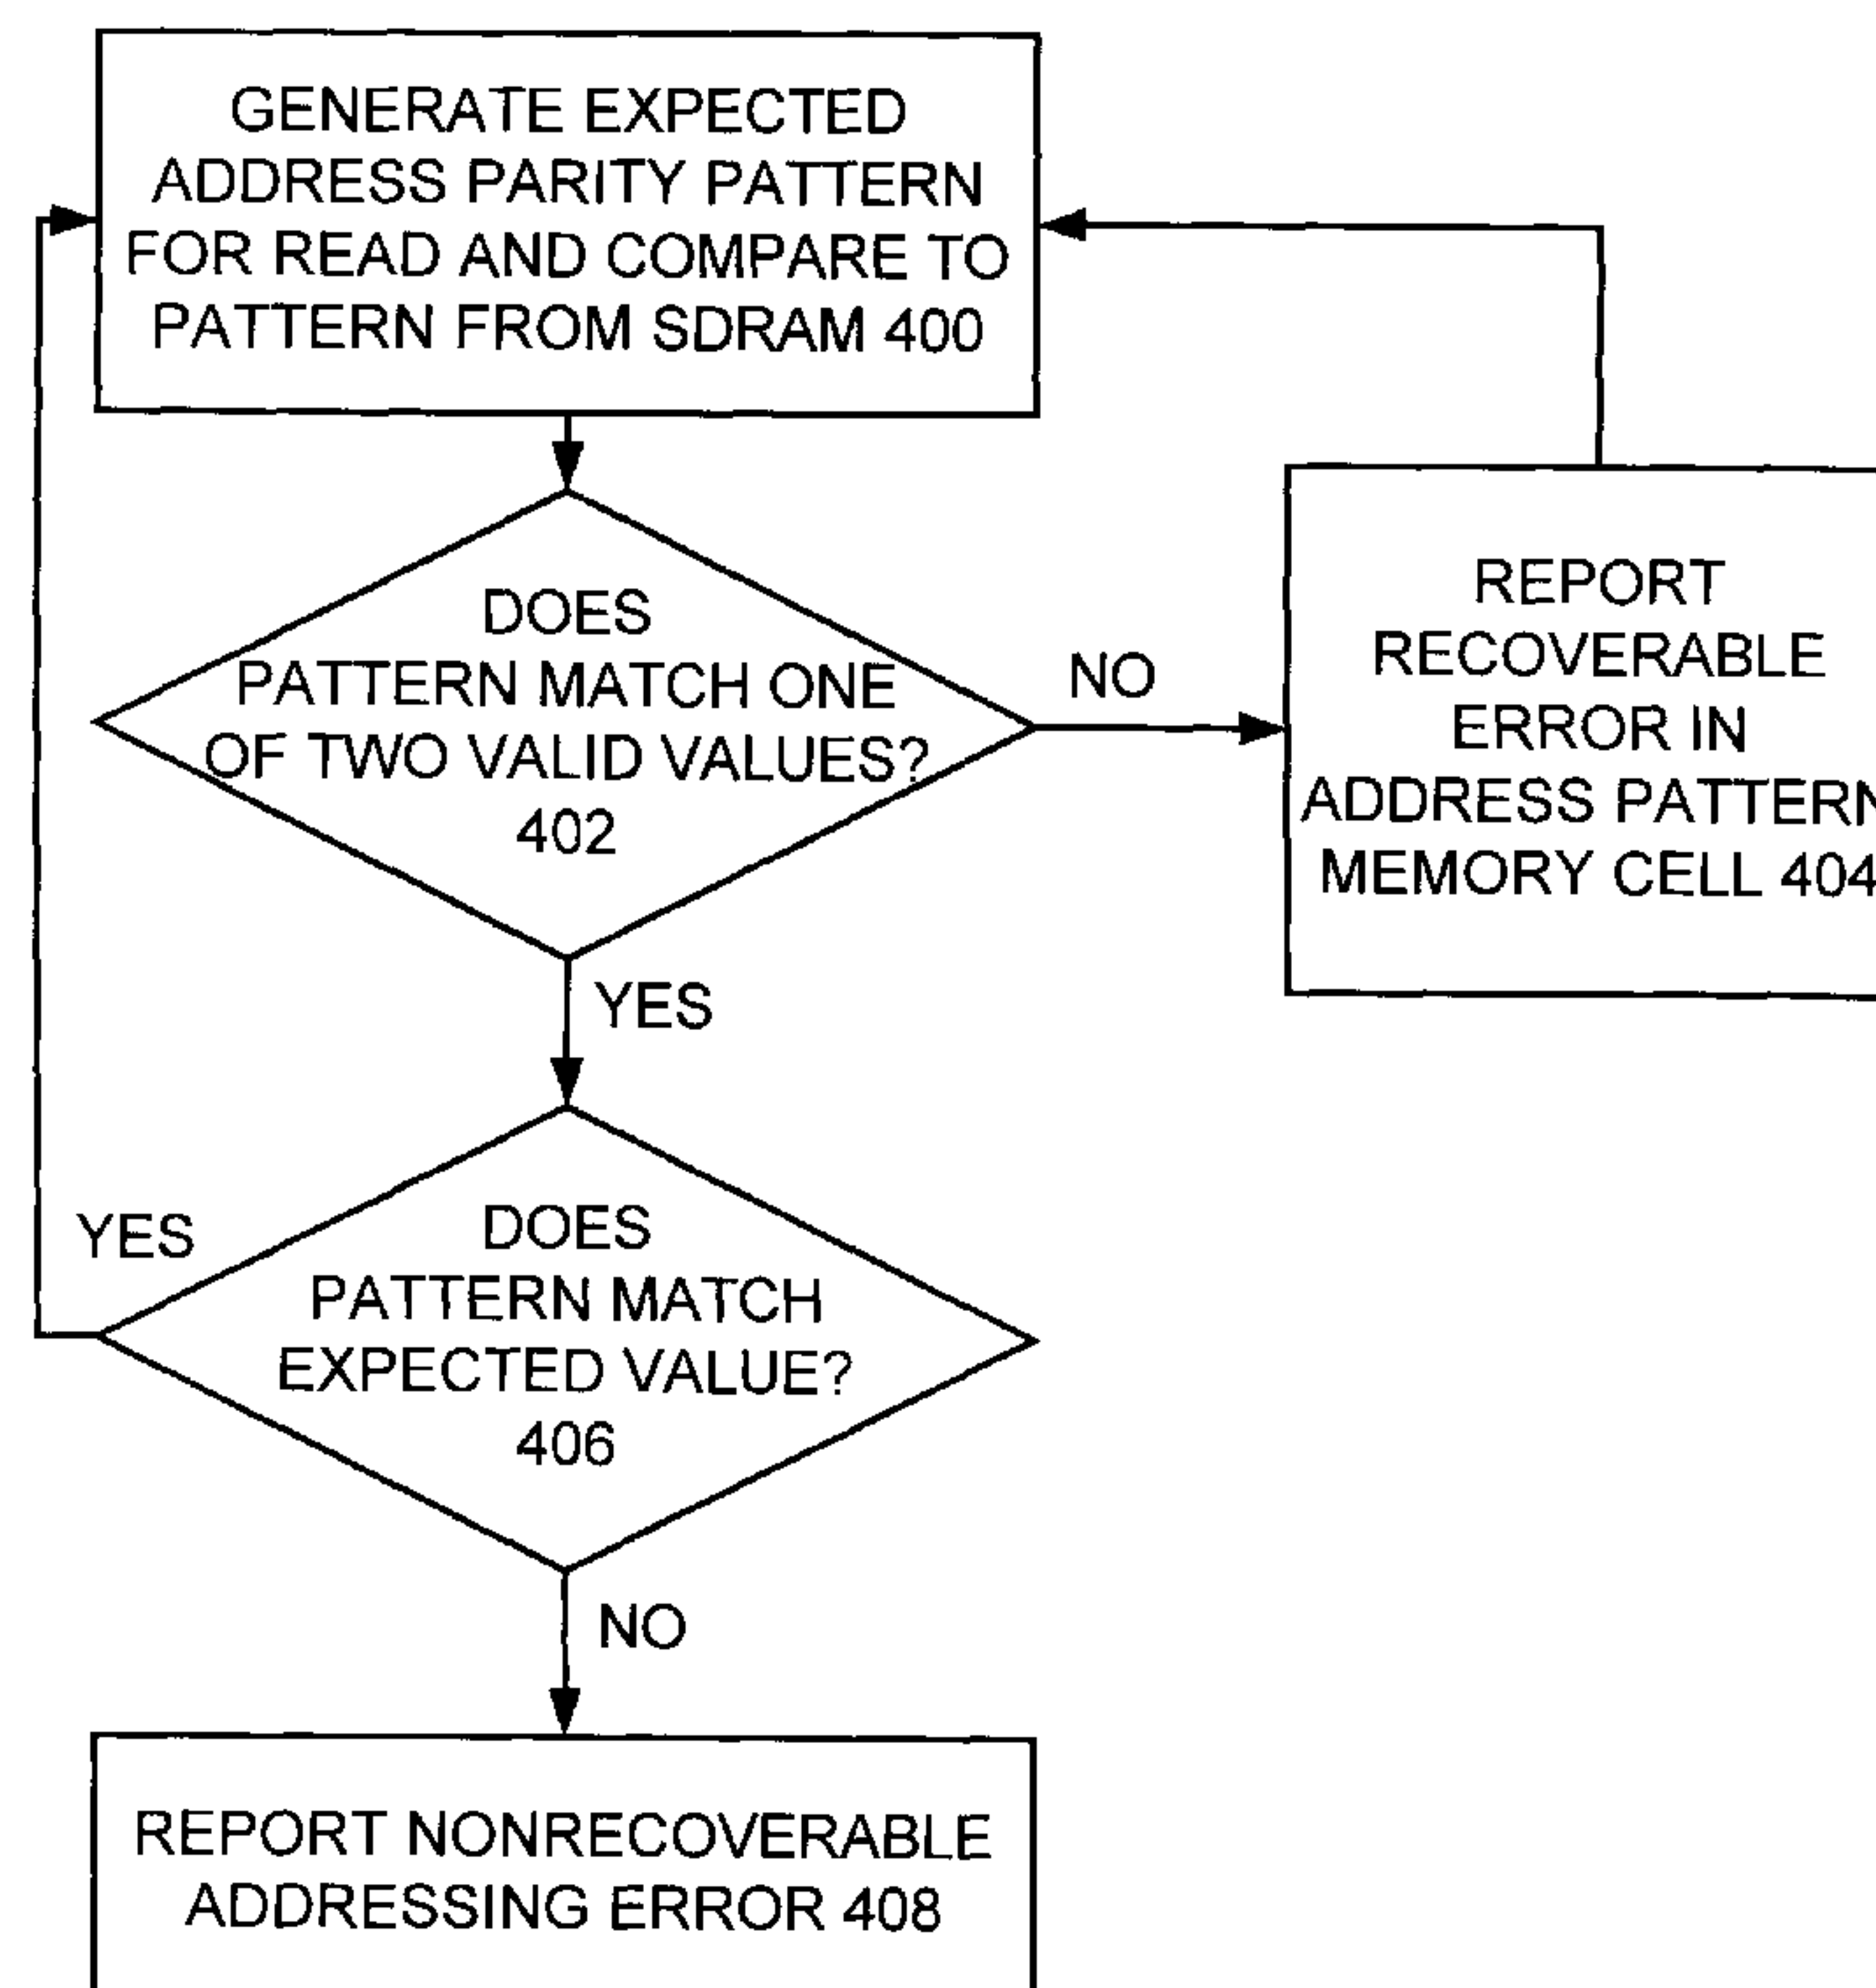 GENERATE EXPECTED
ADDRESS PARITY PATTERN
FOR READ AND COMPARE TO
PATTERN FROM SDRAM 400
DOES
PATTERN MATCH ONE
OF TWO VALID VALUES?
402
NO
REPORT
RECOVERABLE
ERROR IN
ADDRESS PATTERN
MEMORY CELL 404
YES
DOES
PATTERN MATCH
EXPECTED VALUE?
406
YES
NO
REPORT NONRECOVERABLE
ADDRESSING ERROR 408